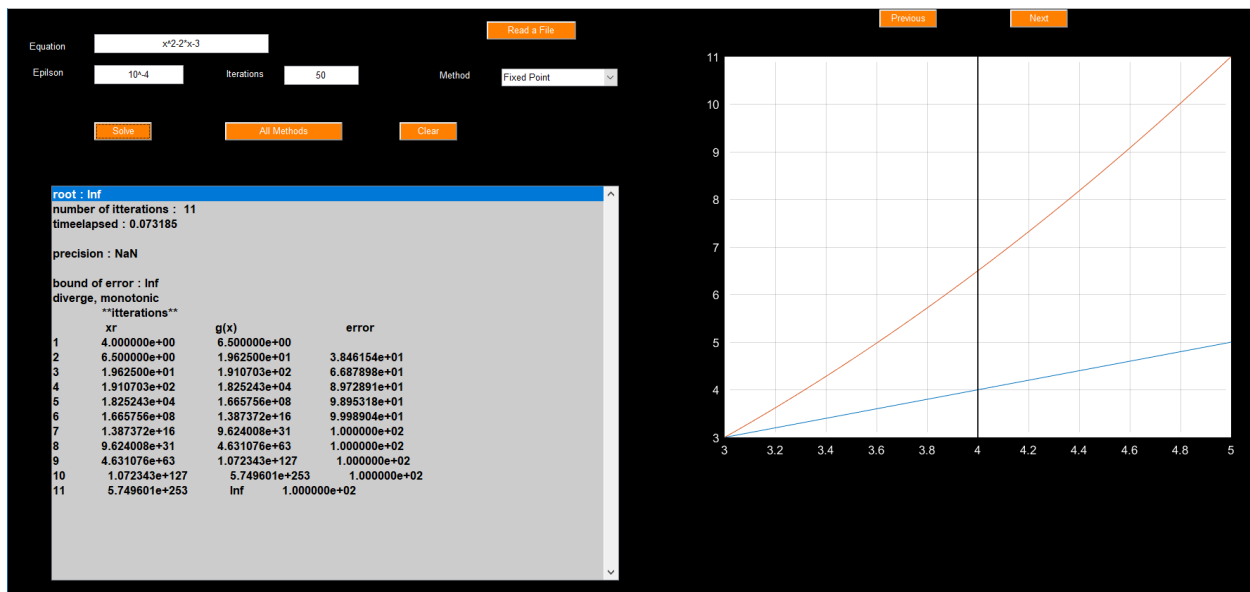 Previous Next
Read a File
Equation x^2-2*x-3
Epilson 10^-4 Iterations 50 Method Fixed Point
Solve All Methods Clear
root : Inf
number of itterations : 11
timeelapsed : 0.073185
precision : NaN
bound of error : Inf
diverge, monotonic
**itterations**
xr g(x) error
1 4.000000e+00 6.500000e+00
2 6.500000e+00 1.962500e+01 3.846154e+01
3 1.962500e+01 1.910703e+02 6.687898e+01
4 1.910703e+02 1.825243e+04 8.972891e+01
5 1.825243e+04 1.665756e+08 9.895318e+01
6 1.665756e+08 1.387372e+16 9.998904e+01
7 1.387372e+16 9.624008e+31 1.000000e+02
8 9.624008e+31 4.631076e+63 1.000000e+02
9 4.631076e+63 1.072343e+127 1.000000e+02
10 1.072343e+127 5.749601e+253 1.000000e+02
11 5.749601e+253 Inf 1.000000e+02
11
10
9
8
7
6
5
4
3
3 3.2 3.4 3.6 3.8 4 4.2 4.4 4.6 4.8 5